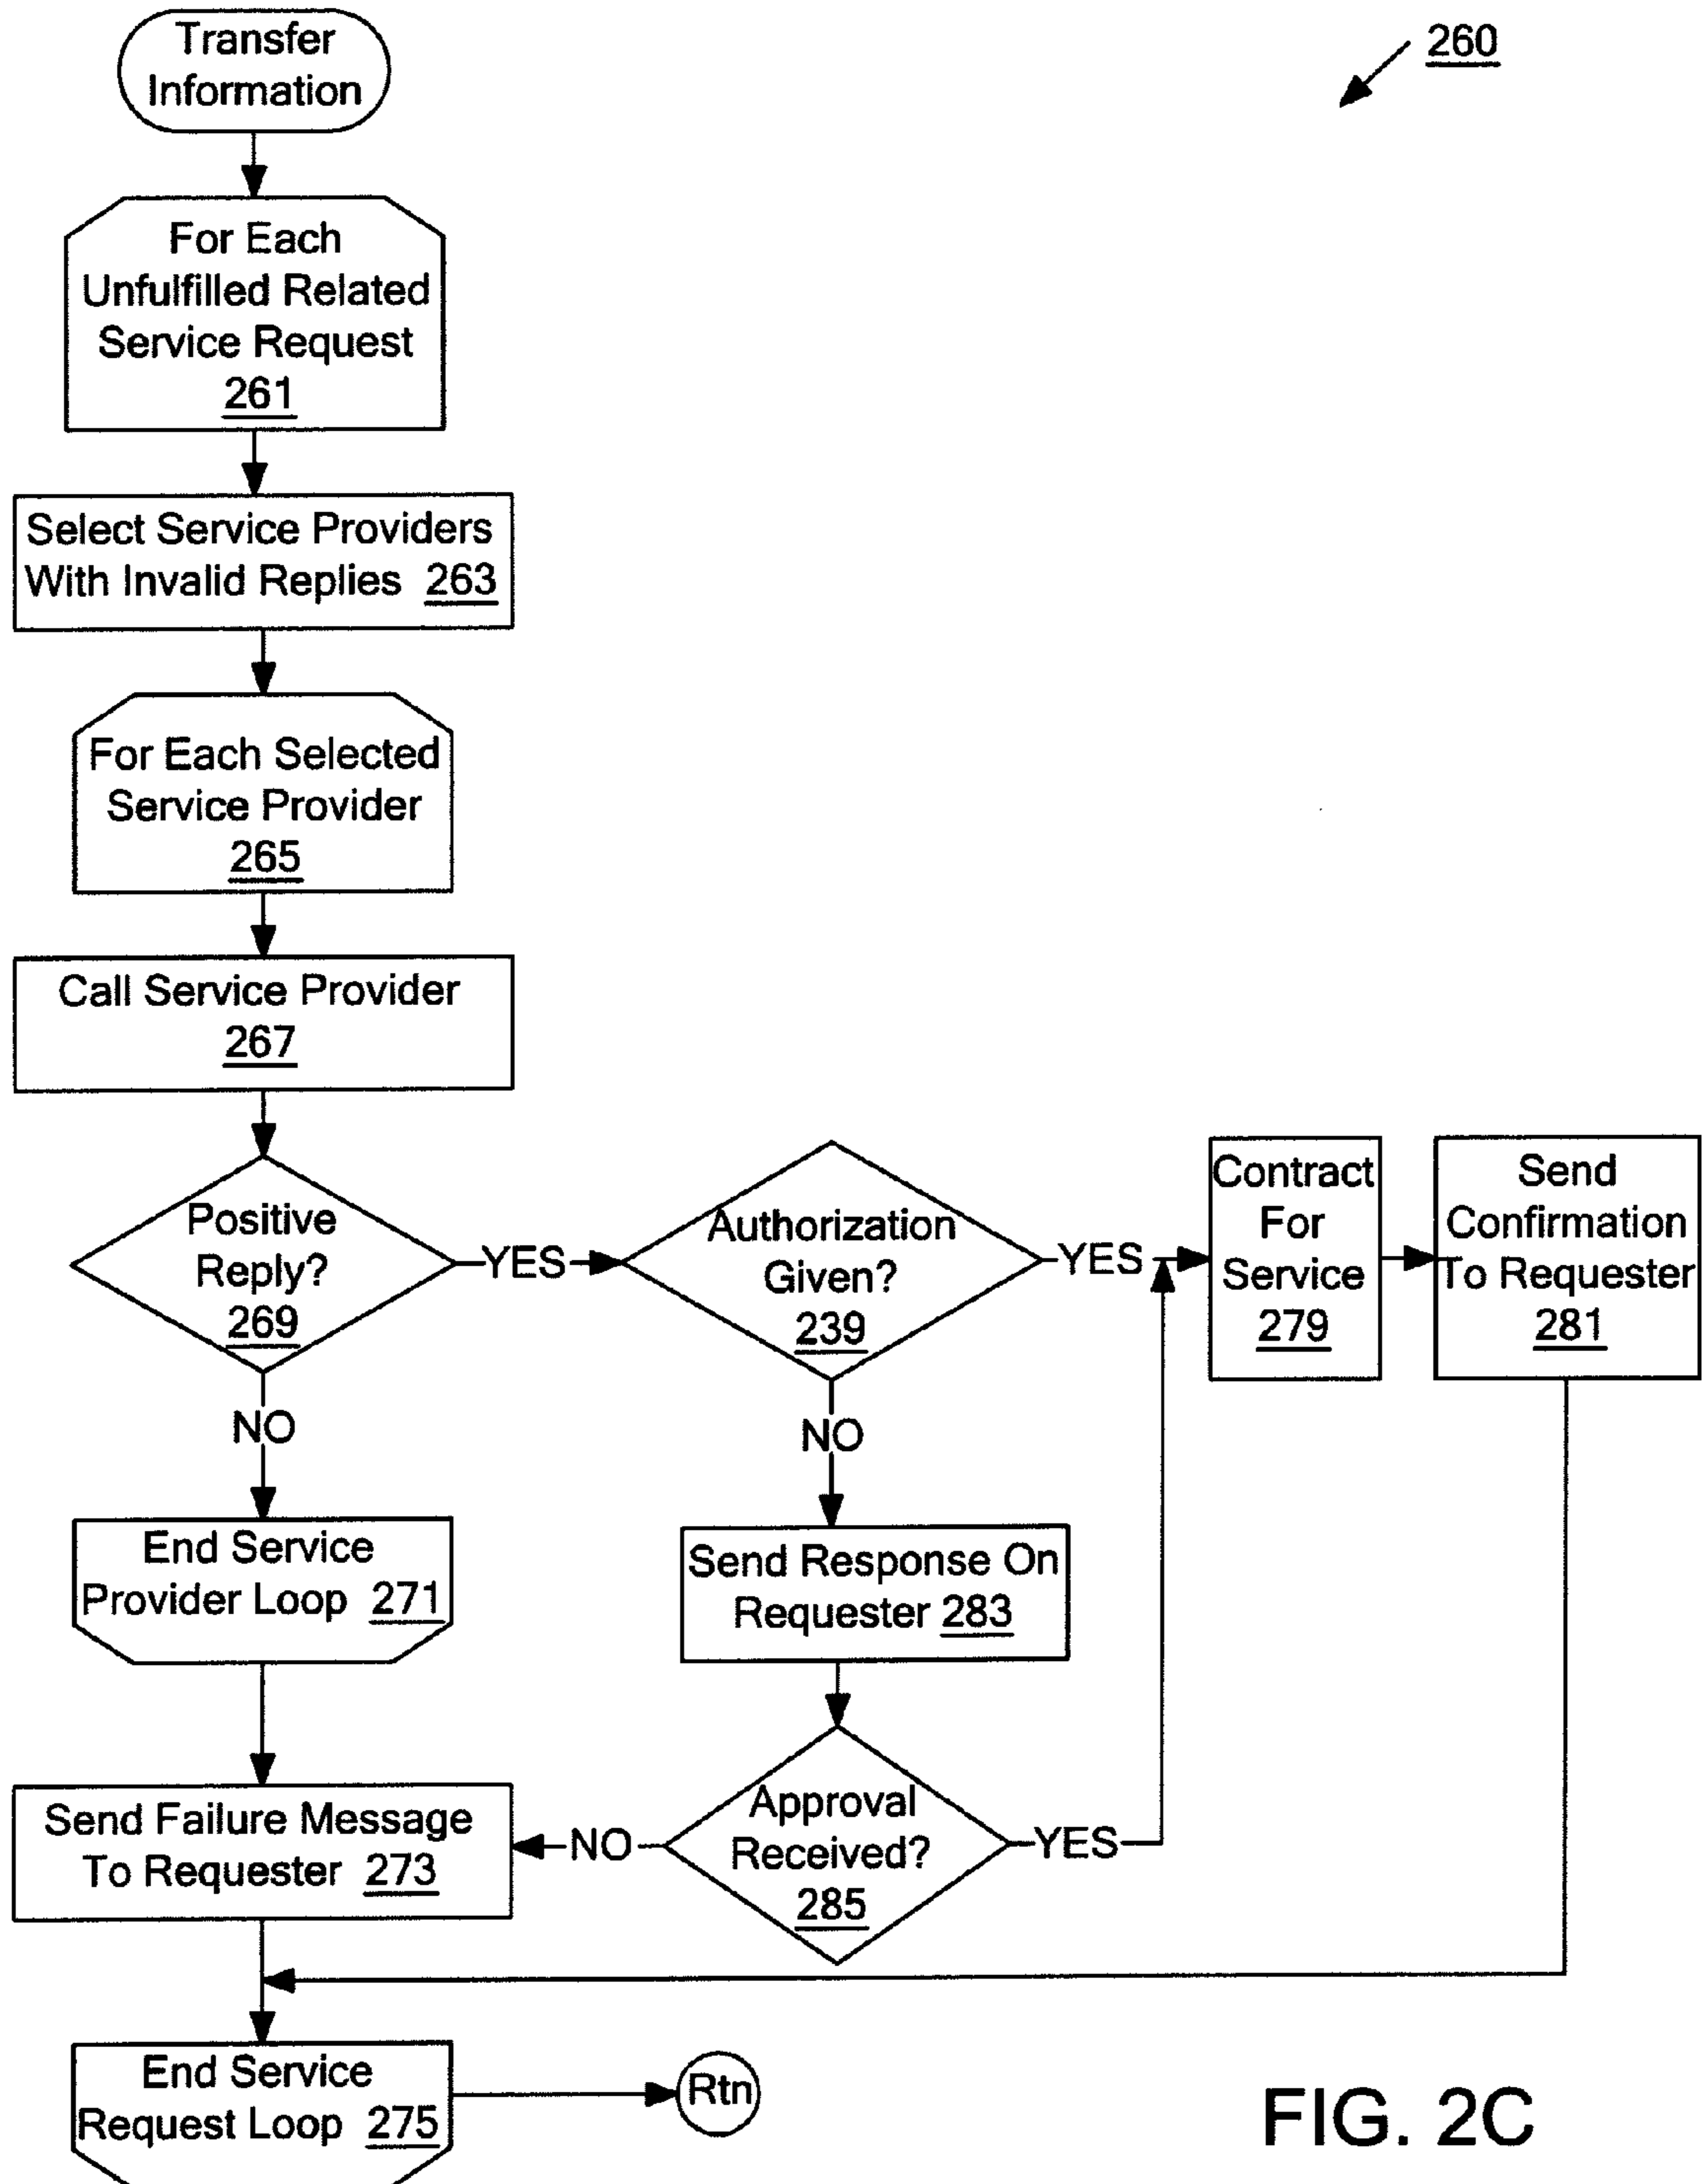 Transfer
Information
260
For Each
Unfulfilled Related
Service Request
261
Select Service Providers
With Invalid Replies 263
For Each Selected
Service Provider
265
Call Service Provider
267
Positive
Reply?
269
YES
Authorization
Given?
239
YES
Contract
For
Service
279
Send
Confirmation
To Requester
281
NO
NO
End Service
Provider Loop 271
Send Response On
Requester 283
Send Failure Message
To Requester 273
NO
Approval
Received?
285
YES
End Service
Request Loop 275
Rtn
FIG. 2C